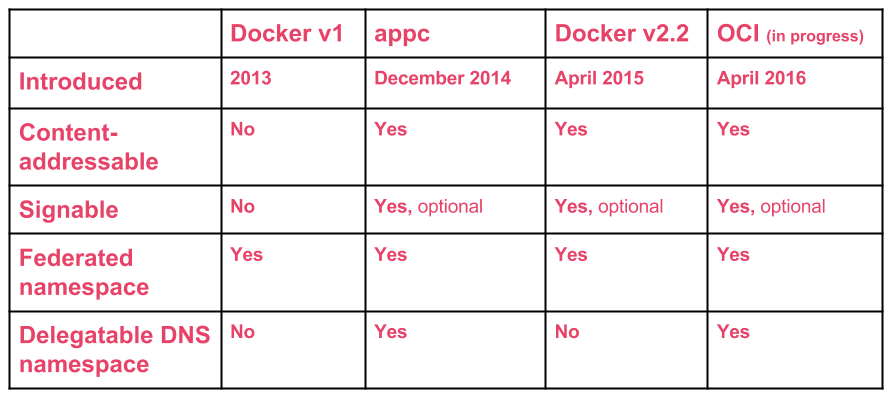 Docker v1 appc Docker v2.2 OCI (in progress)
Introduced 2013 December 2014 April 2015 April 2016
Content-
addressable No Yes Yes Yes
Signable No Yes, optional Yes, optional Yes, optional
Federated
namespace Yes Yes Yes Yes
Delegatable DNS
namespace No Yes No Yes